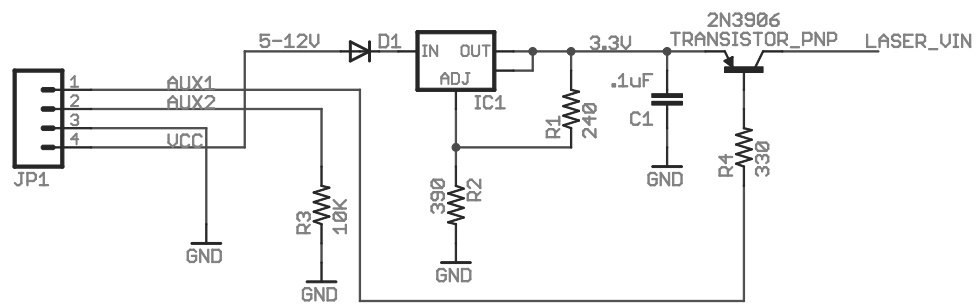 2N3906
TRANSISTOR_PNP
LASER_VIN
5-12V
D1
IN
OUT
ADJ
IC1
3.3V
.1uF
C1
R1
240
1
AUX1
2
AUX2
3
4
VCC
JP1
R4
330
GND
390
R2
R3
10K
GND
GND
GND